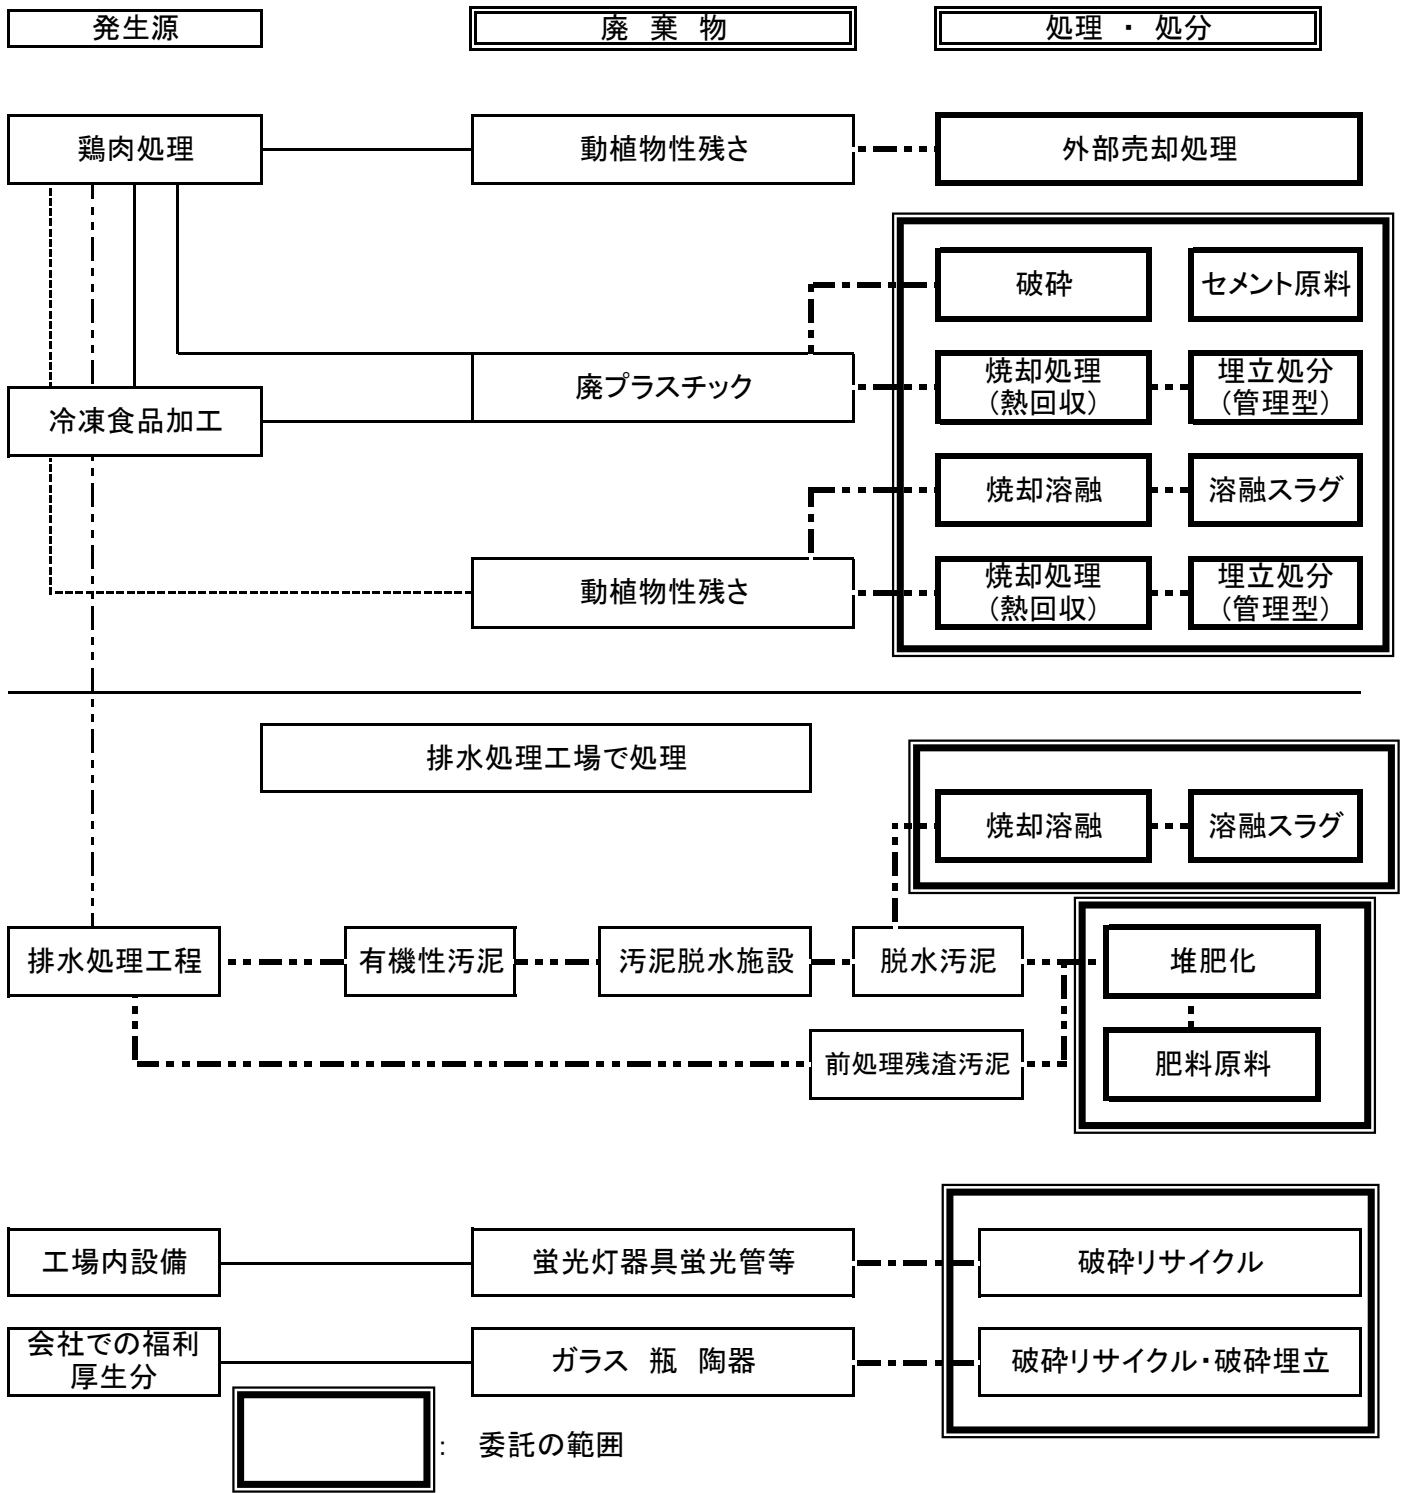 発生源
廃 棄 物
処理 ・ 処分
鶏肉処理
動植物性残さ
外部売却処理
破砕
セメント原料
廃プラスチック
焼却処理
(熱回収)
埋立処分
(管理型)
冷凍食品加工
焼却溶融
溶融スラグ
動植物性残さ
焼却処理
(熱回収)
埋立処分
(管理型)
排水処理工場で処理
焼却溶融
溶融スラグ
排水処理工程
有機性汚泥
汚泥脱水施設
脱水汚泥
堆肥化
前処理残渣汚泥
肥料原料
工場内設備
蛍光灯器具蛍光管等
破砕リサイクル
会社での福利
厚生分
ガラス 瓶 陶器
破砕リサイクル・破砕埋立
: 委託の範囲